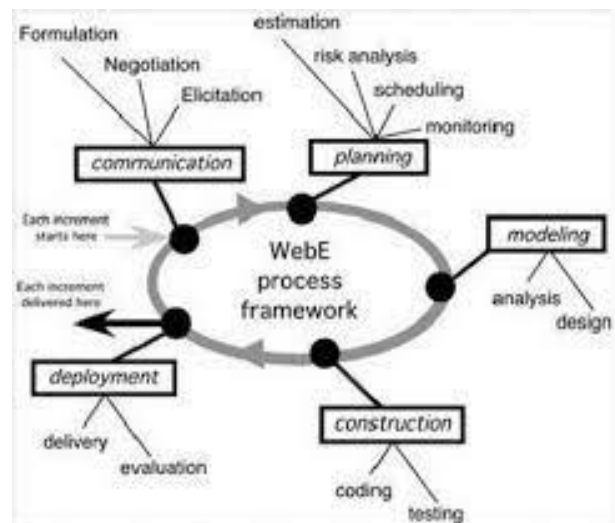 Formulation
Negotiation
Elicitation
communication
estimation
risk analysis
scheduling
monitoring
planning
Each increment
starts here
WebE
process
framework
modeling
analysis
design
Each increment
delivered here
deployment
delivery
evaluation
construction
coding
testing